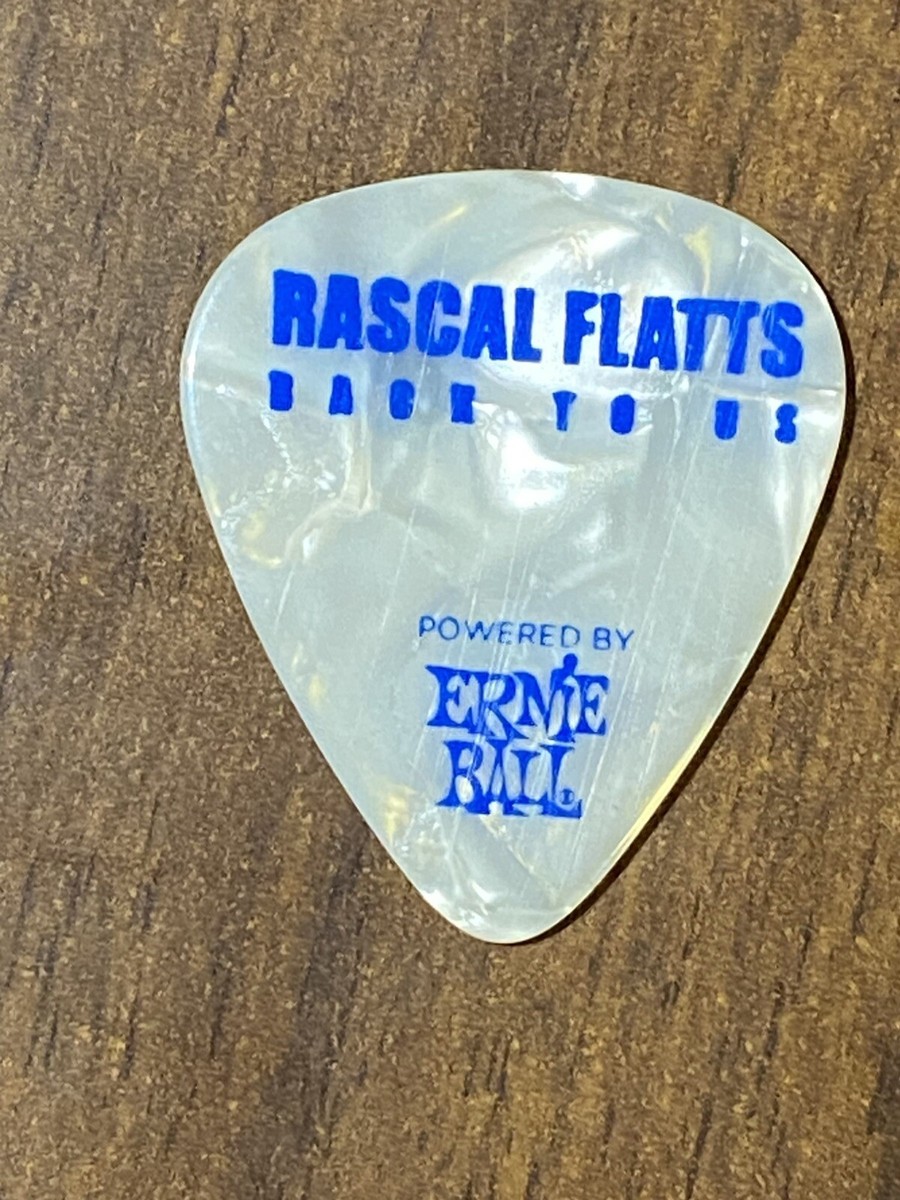 RASCAL FLATTS
BACK TO US
POWERED BY
ERNIE
BALL®